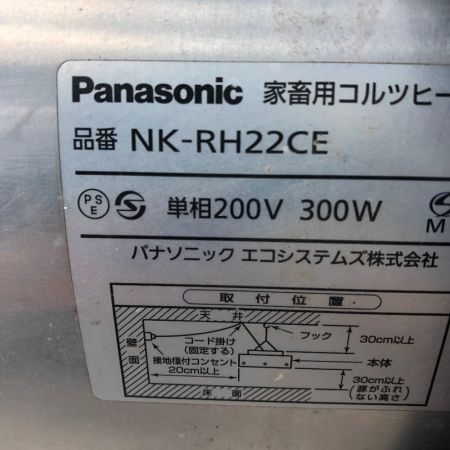 Panasonic 家畜用コルツヒー
品番 NK-RH22CE
PS
E
単相200V 300W
M
パナソニック エコシステムズ株式会社
取付位置
天井
フック
30cm以上
コード掛け
(固定する)
壁面
接地極付コンセント
本体
20cm以上
30cm以上
(豚がふれ
ない高さ)
床面